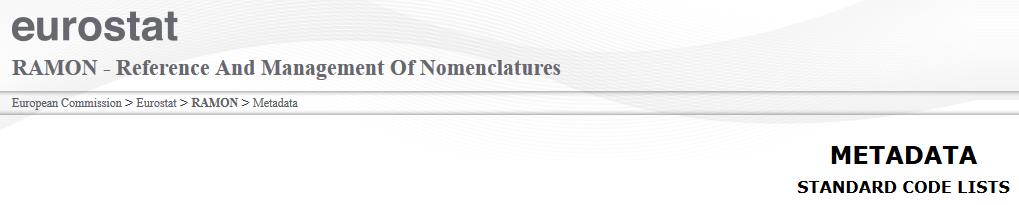 eurostat
RAMON - Reference And Management Of Nomenclatures
European Commission > Eurostat > RAMON > Metadata
METADATA
STANDARD CODE LISTS